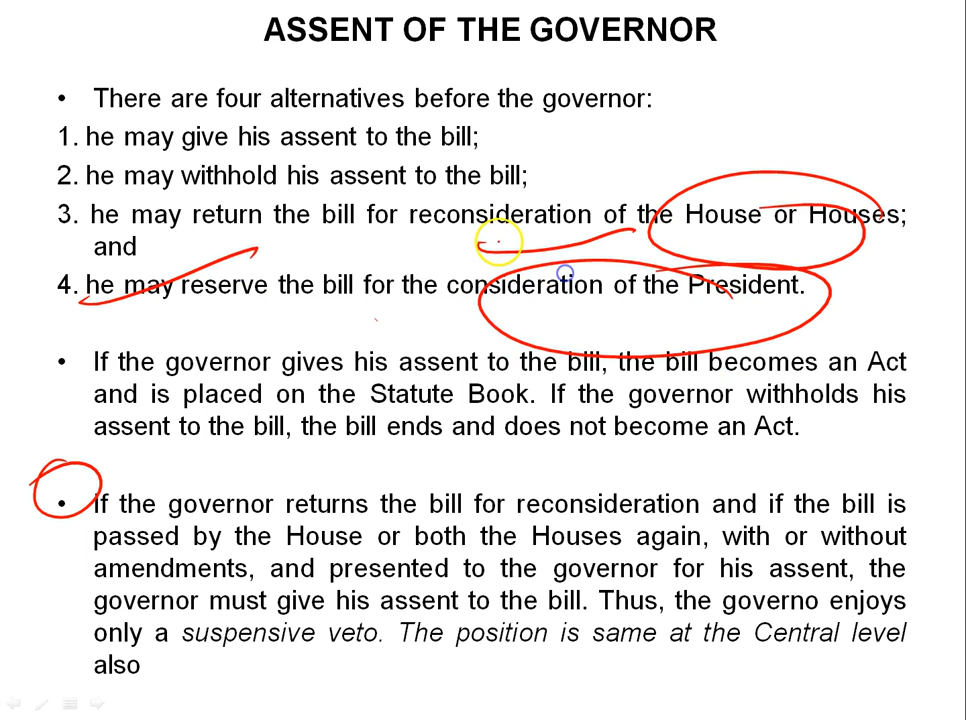 ASSENT OF THE GOVERNOR
• There are four alternatives before the governor:
1. he may give his assent to the bill;
2. he may withhold his assent to the bill;
3. he may return the bill for reconsideration of the House or Houses;
and
4. he may reserve the bill for the consideration of the President.
• If the governor gives his assent to the bill, the bill becomes an Act
and is placed on the Statute Book. If the governor withholds his
assent to the bill, the bill ends and does not become an Act.
• If the governor returns the bill for reconsideration and if the bill is
passed by the House or both the Houses again, with or without
amendments, and presented to the governor for his assent, the
governor must give his assent to the bill. Thus, the governo enjoys
only a suspensive veto. The position is same at the Central level
also